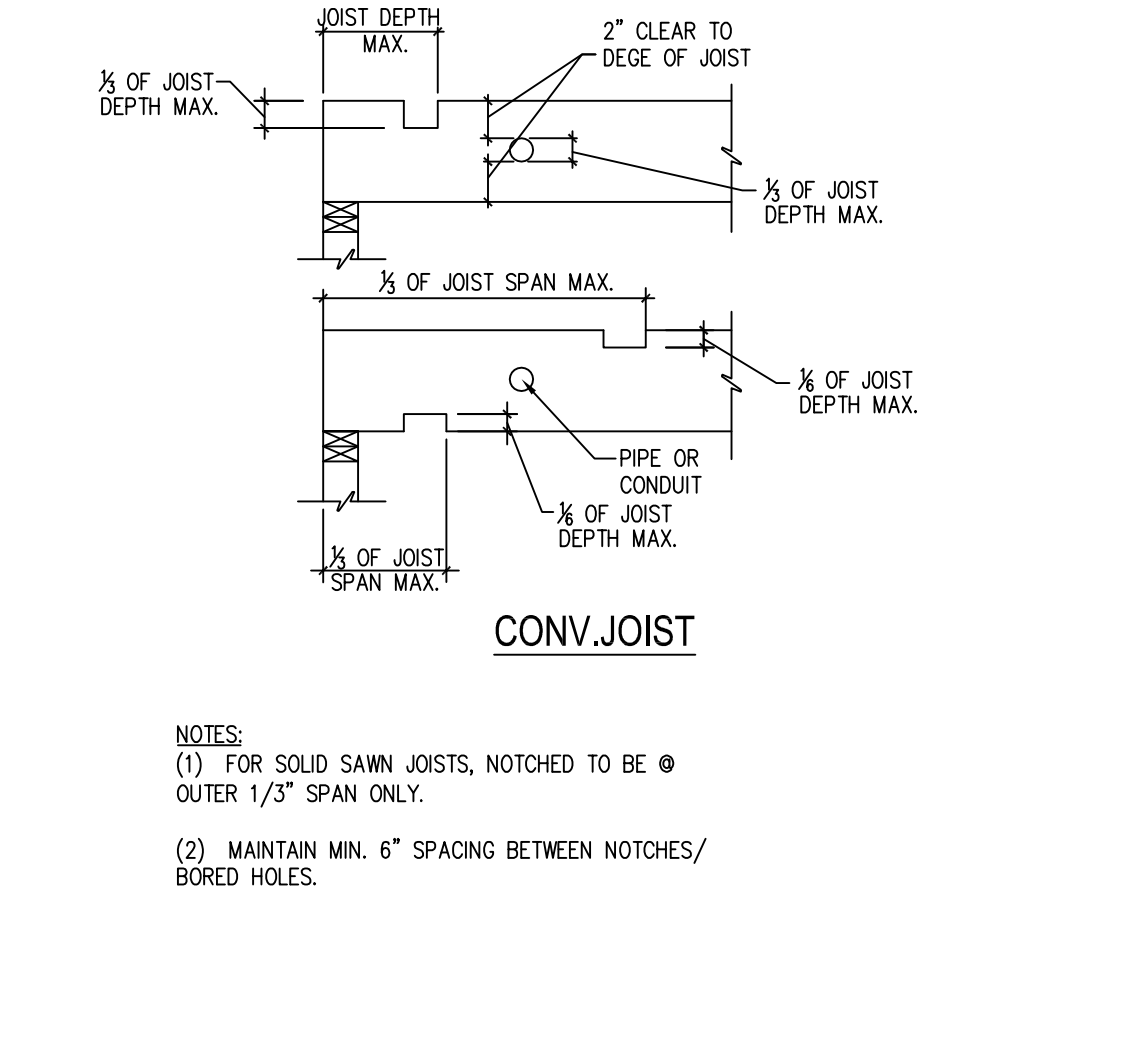 JOIST DEPTH
MAX.
2" CLEAR TO
DEGE OF JOIST
⅓ OF JOIST
DEPTH MAX.
⅓ OF JOIST
DEPTH MAX.
⅓ OF JOIST SPAN MAX.
⅙ OF JOIST
DEPTH MAX.
PIPE OR
CONDUIT
⅙ OF JOIST
DEPTH MAX.
⅓ OF JOIST
SPAN MAX.
CONV.JOIST
NOTES:
(1) FOR SOLID SAWN JOISTS, NOTCHED TO BE @
OUTER 1/3" SPAN ONLY.
(2) MAINTAIN MIN. 6" SPACING BETWEEN NOTCHES/
BORED HOLES.